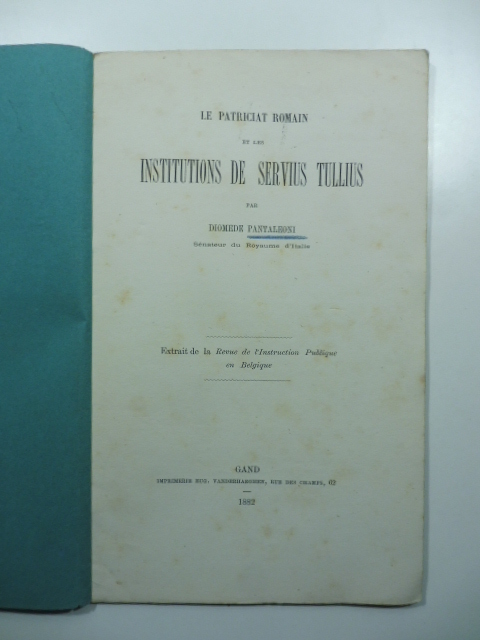 LE PATRICIAT ROMAIN
ET LES
INSTITUTIONS DE SERVIUS TULLIUS
PAR
DIOMEDE PANTALEONI
Sénateur du Royaume d'Italie
Extrait de la Revue de l'Instruction Publique
en Belgique
GAND
IMPRIMERIE EUG. VANDERHAEGHEN, RUE DES CHAMPS, 62
1882